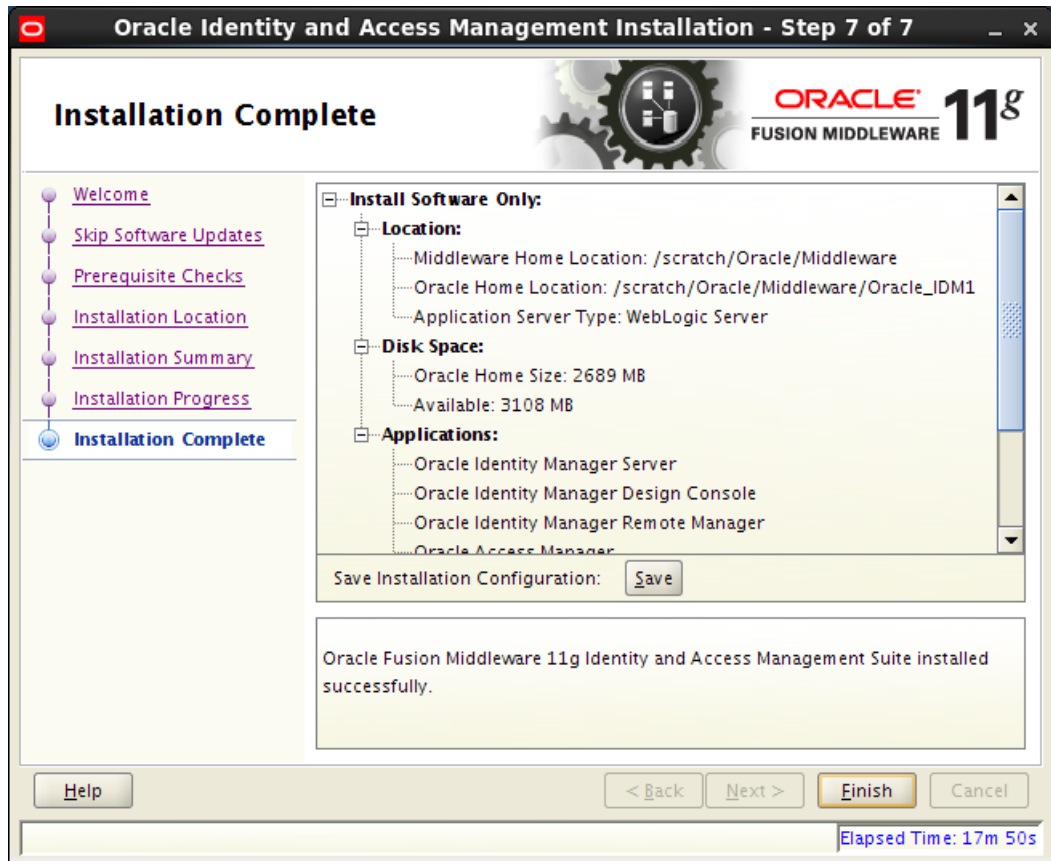 Oracle Identity and Access Management Installation - Step 7 of 7
Installation Complete
ORACLE
FUSION MIDDLEWARE
11g
Welcome
Skip Software Updates
Prerequisite Checks
Installation Location
Installation Summary
Installation Progress
Installation Complete
Install Software Only:
Location:
Middleware Home Location: /scratch/Oracle/Middleware
Oracle Home Location: /scratch/Oracle/Middleware/Oracle_IDM1
Application Server Type: WebLogic Server
Disk Space:
Oracle Home Size: 2689 MB
Available: 3108 MB
Applications:
Oracle Identity Manager Server
Oracle Identity Manager Design Console
Oracle Identity Manager Remote Manager
Oracle Access Manager
Save Installation Configuration: Save
Oracle Fusion Middleware 11g Identity and Access Management Suite installed
successfully.
Help < Back Next > Finish Cancel
Elapsed Time: 17m 50s